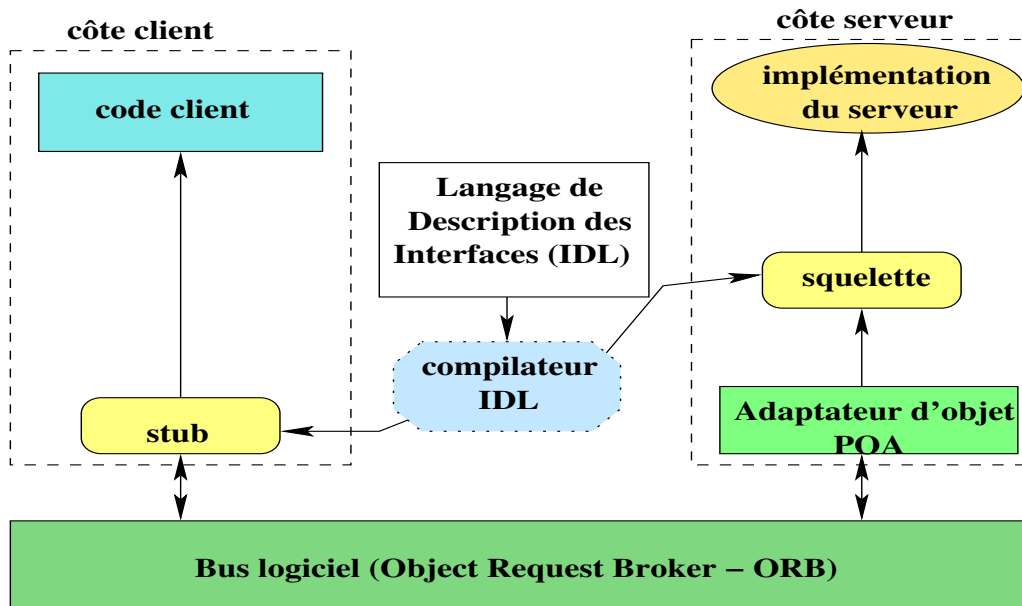 côte client
côte serveur
code client
implémentation
du serveur
Langage de
Description des
Interfaces (IDL)
squelette
compilateur
IDL
stub
Adaptateur d’objet
POA
Bus logiciel (Object Request Broker – ORB)